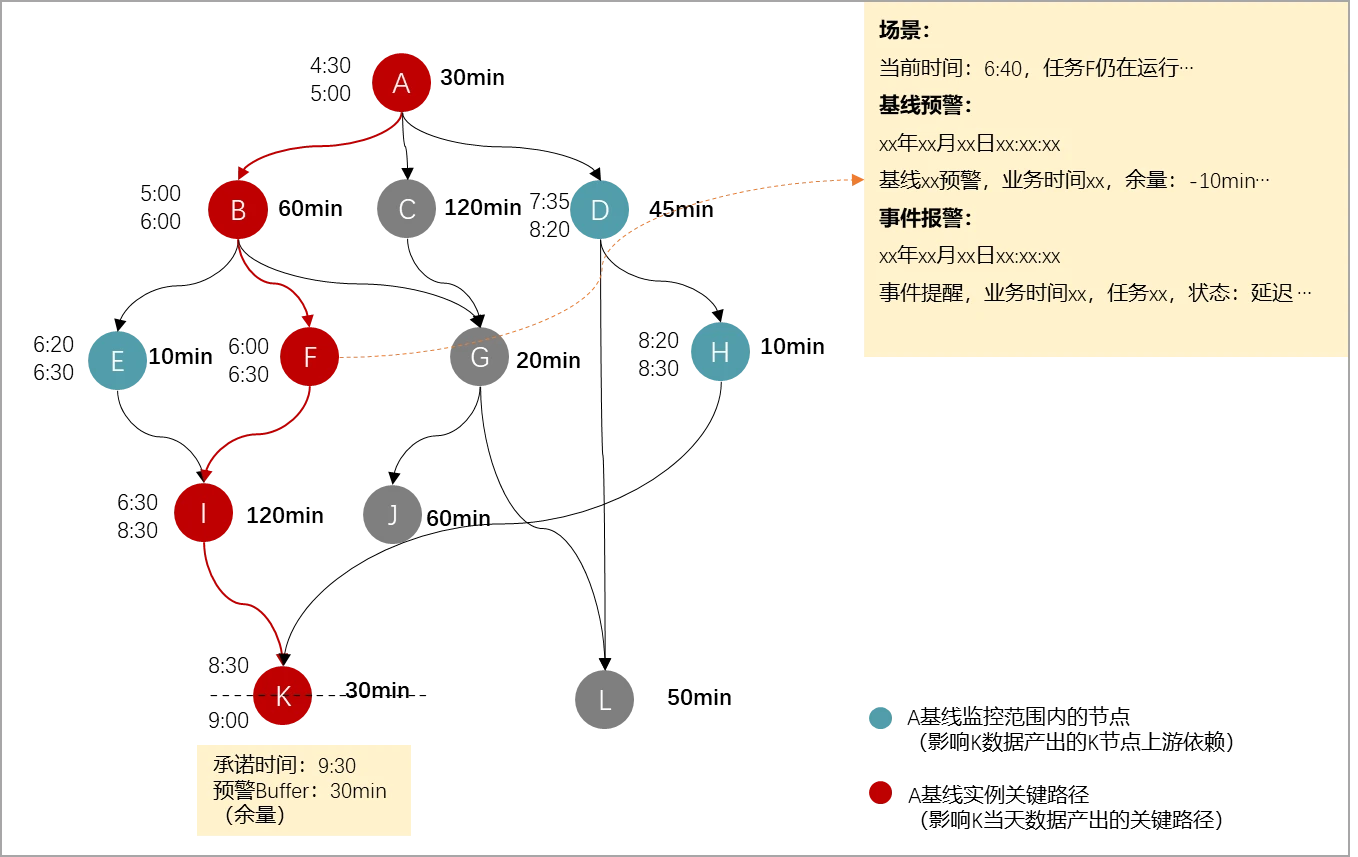 4:30
5:00
A
30min
5:00
6:00
B
60min
C
120min
7:35
8:20
D
45min
6:20
6:30
E
10min
6:00
6:30
F
G
20min
8:20
8:30
H
10min
6:30
8:30
I
120min
J
60min
8:30
9:00
K
30min
L
50min
承诺时间：9:30
预警Buffer：30min
（余量）
场景：
当前时间：6:40，任务F仍在运行…
基线预警：
xx年xx月xx日xx:xx:xx
基线xx预警，业务时间xx，余量：-10min…
事件报警：
xx年xx月xx日xx:xx:xx
事件提醒，业务时间xx，任务xx，状态：延迟…
A基线监控范围内的节点
（影响K数据产出的K节点上游依赖）
A基线实例关键路径
（影响K当天数据产出的关键路径）